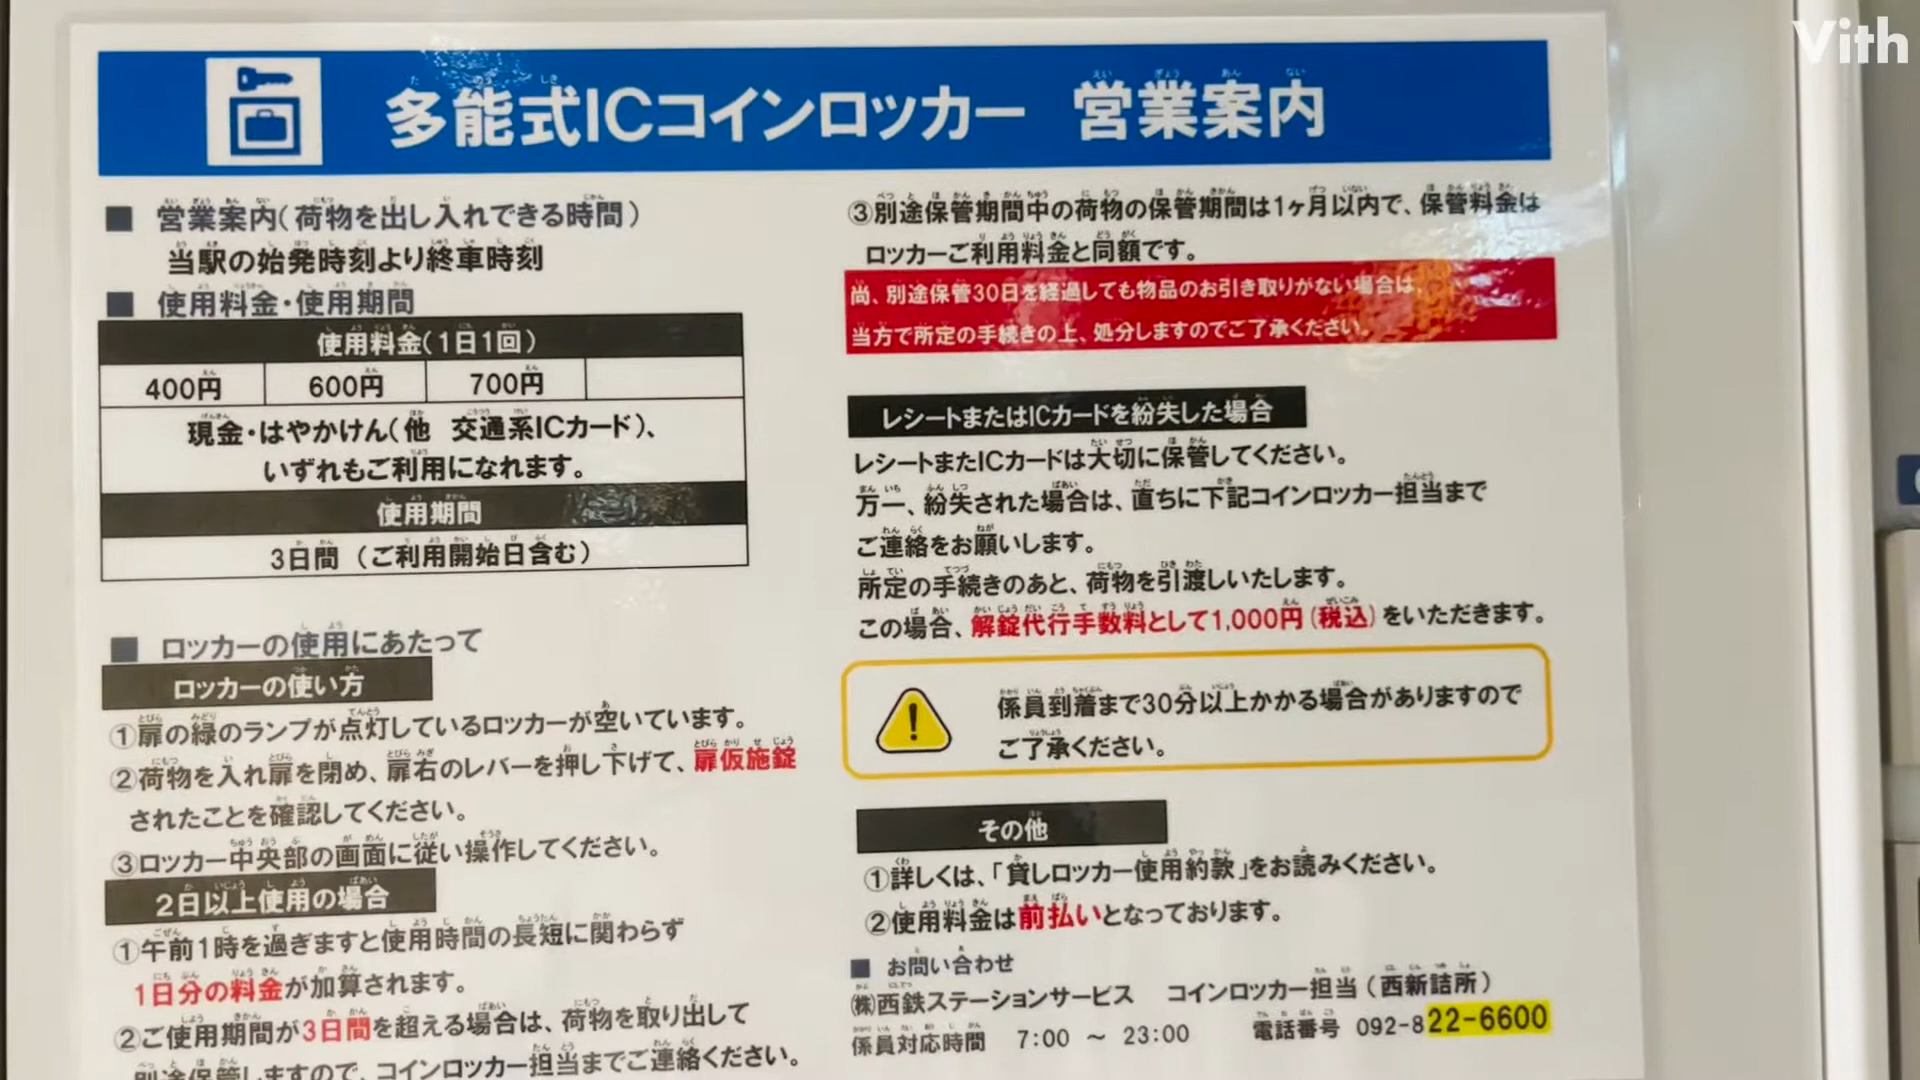 Vith
多能式ICコインロッカー 営業案内
■ 営業案内(荷物を出し入れできる時間)
当駅の始発時刻より終車時刻
■ 使用料金・使用期間
使用料金(1日1回)
400円 600円 700円
現金・はやかけん(他 交通系ICカード)、
いずれもご利用になれます。
使用期間
3日間 (ご利用開始日含む)
■ ロッカーの使用にあたって
ロッカーの使い方
①扉の緑のランプが点灯しているロッカーが空いています。
②荷物を入れ扉を閉め、扉右のレバーを押し下げて、扉仮施錠
されたことを確認してください。
③ロッカー中央部の画面に従い操作してください。
2日以上使用の場合
①午前1時を過ぎますと使用時間の長短に関わらず
1日分の料金が加算されます。
②ご使用期間が3日間を超える場合は、荷物を取り出して
別途保管しますので、コインロッカー担当までご連絡ください。
③別途保管期間中の荷物の保管期間は1ヶ月以内で、保管料金は
ロッカーご利用料金と同額です。
尚、別途保管30日を経過しても物品のお引き取りがない場合は、
当方で所定の手続きの上、処分しますのでご了承ください。
レシートまたはICカードを紛失した場合
レシートまたICカードは大切に保管してください。
万一、紛失された場合は、直ちに下記コインロッカー担当まで
ご連絡をお願いします。
所定の手続きのあと、荷物を引渡しいたします。
この場合、解錠代行手数料として1,000円(税込)をいただきます。
係員到着まで30分以上かかる場合がありますので
ご了承ください。
その他
①詳しくは、「貸しロッカー使用約款」をお読みください。
②使用料金は前払いとなっております。
■ お問い合わせ
㈱西鉄ステーションサービス コインロッカー担当(西新詰所)
係員対応時間 7:00 ~ 23:00 電話番号 092-822-6600